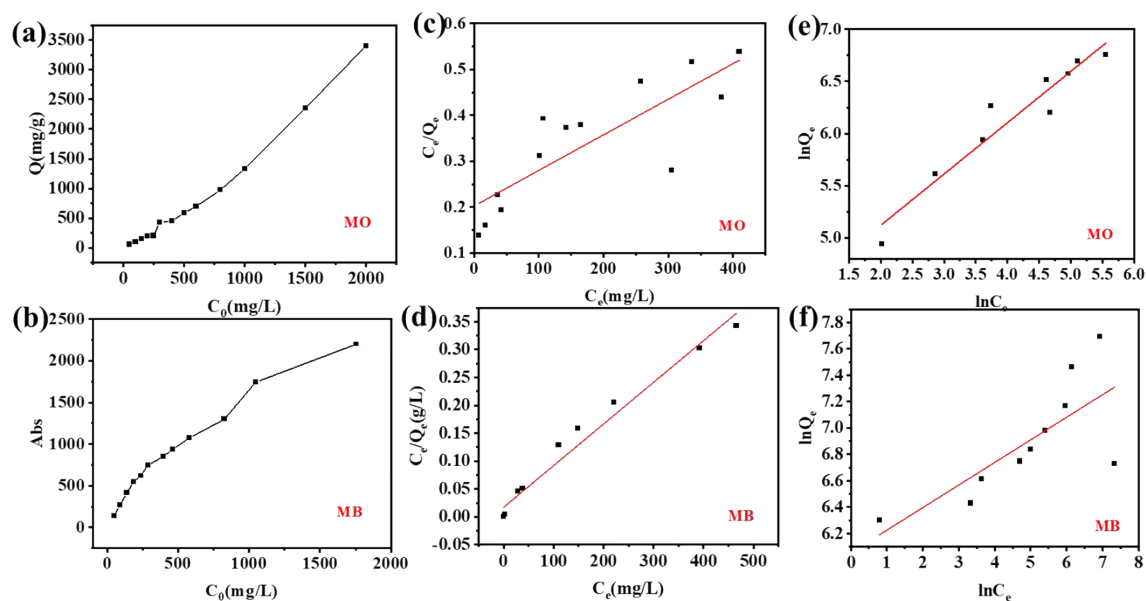 (a)
3500
3000
2500
2000
1500
1000
500
0
Q(mg/g)
MO
0 500 1000 1500 2000
C₀(mg/L)
(c)
0.6
0.5
0.4
0.3
0.2
0.1
Cₑ/Qₑ
MO
0 100 200 300 400
Cₑ(mg/L)
(e)
7.0
6.5
6.0
5.5
5.0
lnQₑ
MO
1.5 2.0 2.5 3.0 3.5 4.0 4.5 5.0 5.5 6.0
lnCₑ
(b)
2500
2000
1500
1000
500
0
Abs
MB
0 500 1000 1500 2000
C₀(mg/L)
(d)
0.35
0.30
0.25
0.20
0.15
0.10
0.05
0.00
-0.05
Cₑ/Qₑ(g/L)
MB
0 100 200 300 400 500
Cₑ(mg/L)
(f)
7.8
7.6
7.4
7.2
7.0
6.8
6.6
6.4
6.2
lnQₑ
MB
0 1 2 3 4 5 6 7 8
lnCₑ